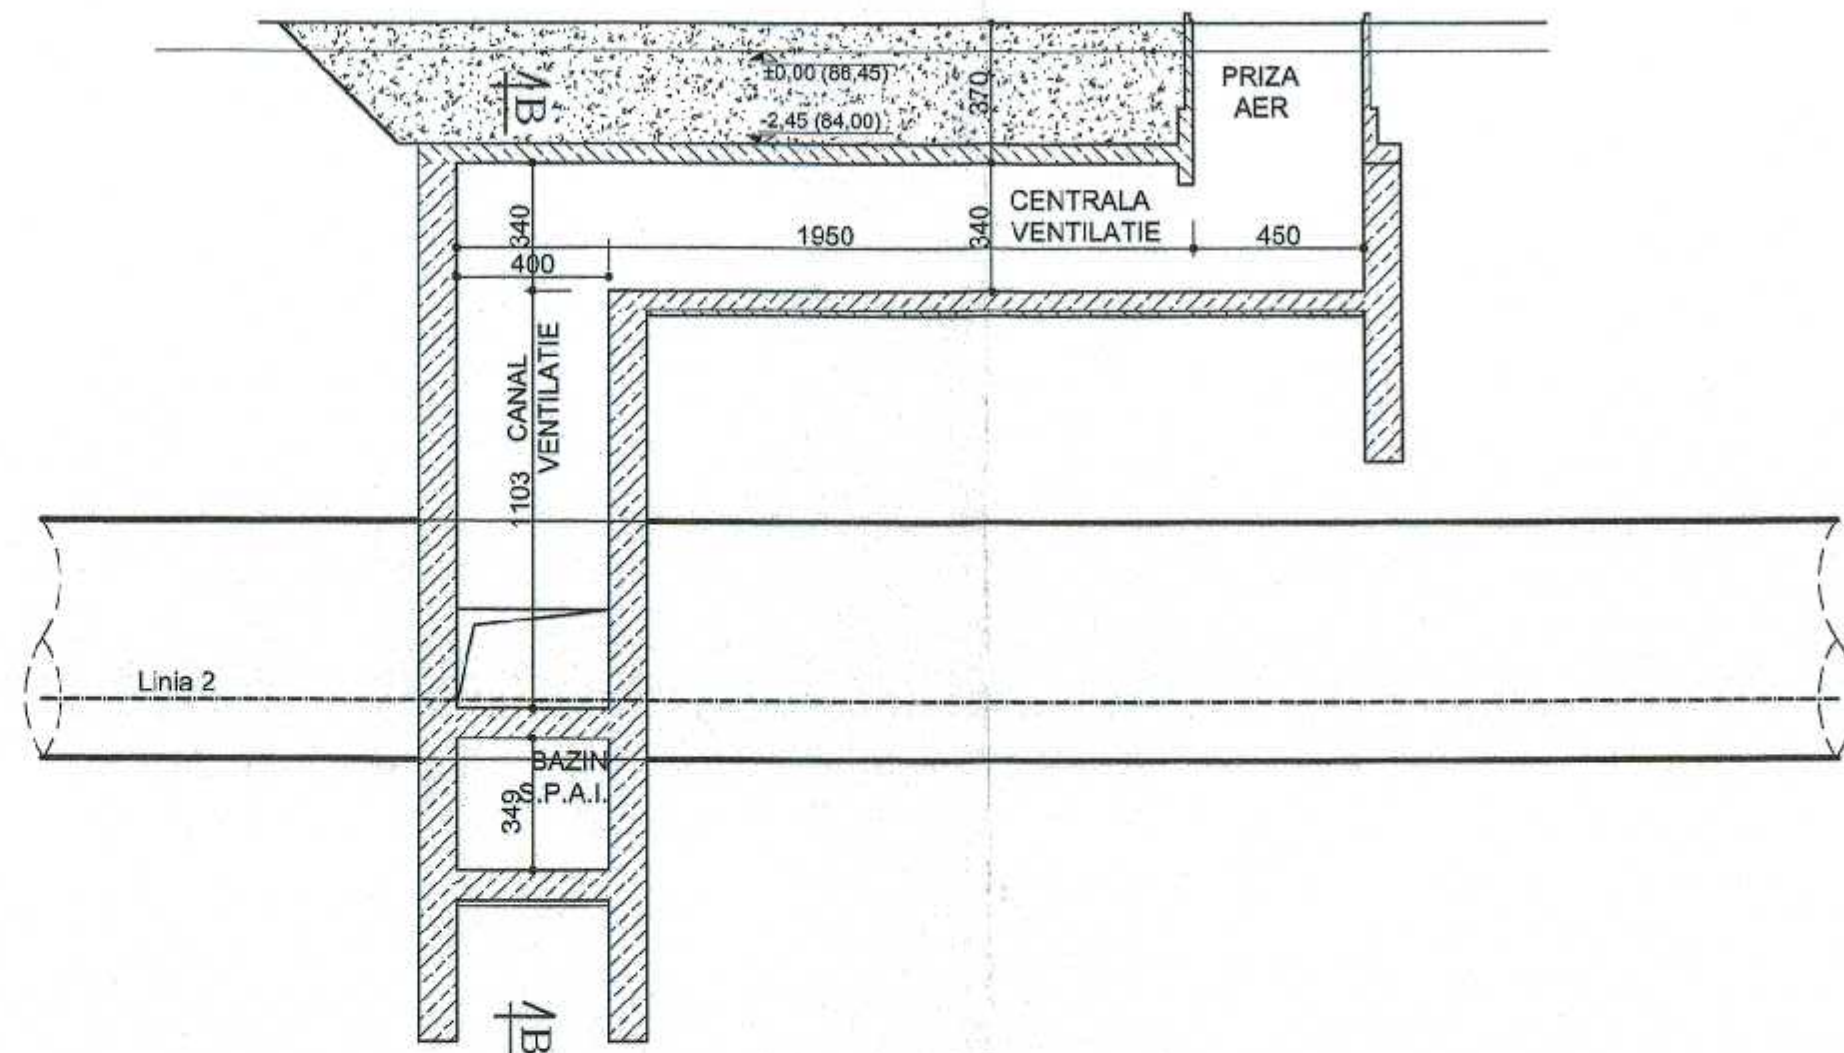 ±0,00 (86,45)
-2,45 (84,00)
B
370
PRIZA
AER
340
1950
340
CENTRALA
VENTILATIE
450
400
CANAL
VENTILATIE
1103
Linia 2
BAZIN
S.P.A.I.
349
B